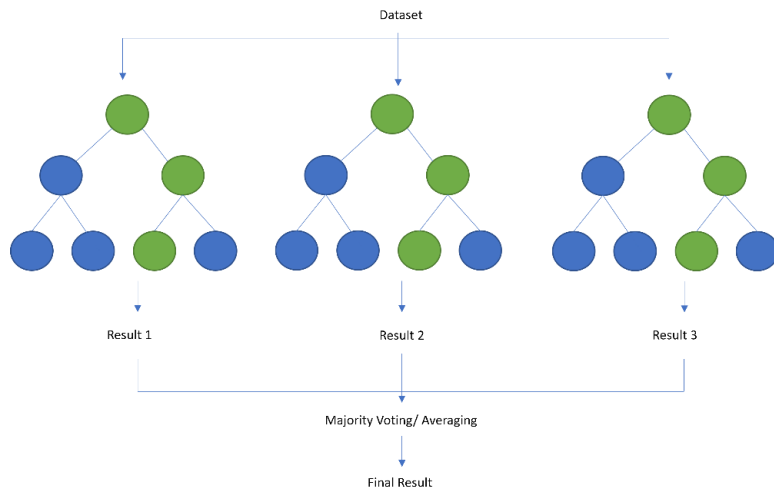 Dataset
Result 1
Result 2
Result 3
Majority Voting/ Averaging
Final Result